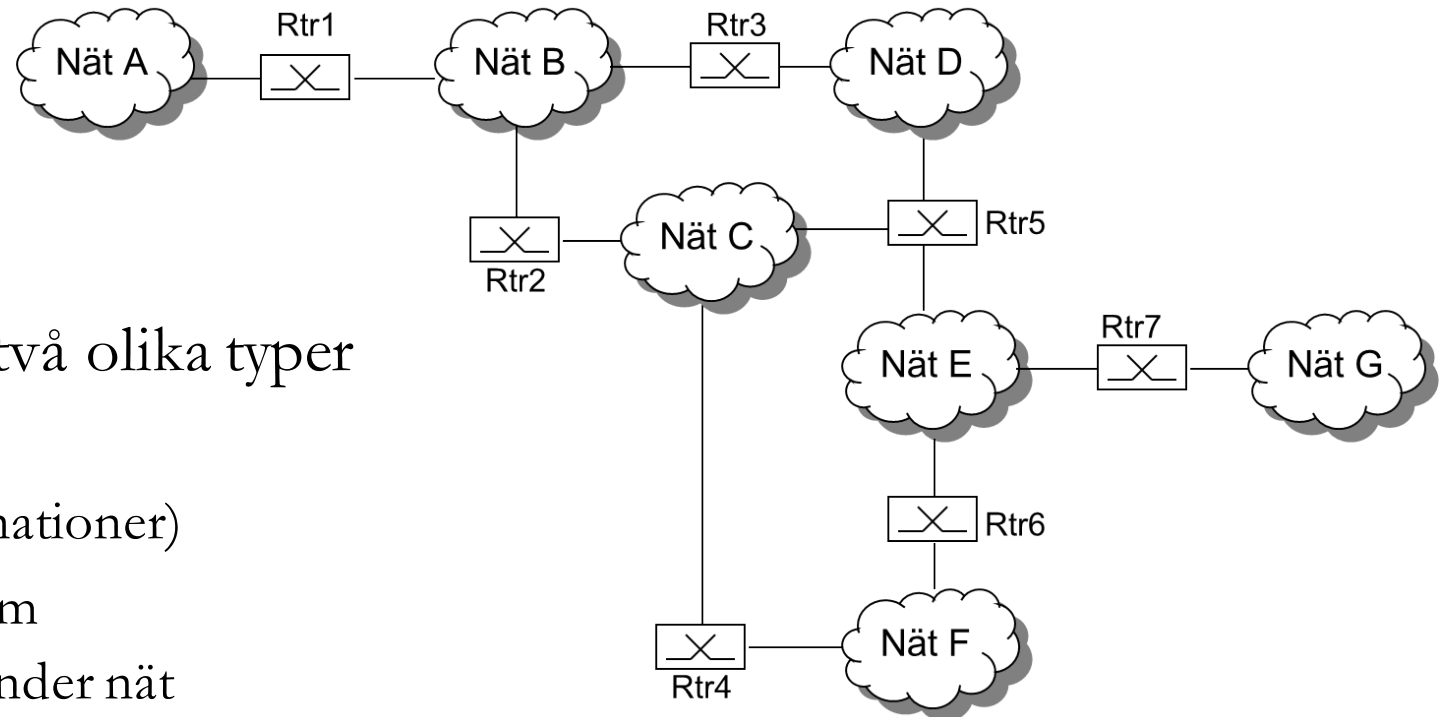 Rtr1
Rtr3
Nät A
Nät B
Nät D
Nät C
Rtr5
Rtr2
två olika typer
Rtr7
Nät E
Nät G
nationer)
Rtr6
m
nder nät
Nät F
Rtr4